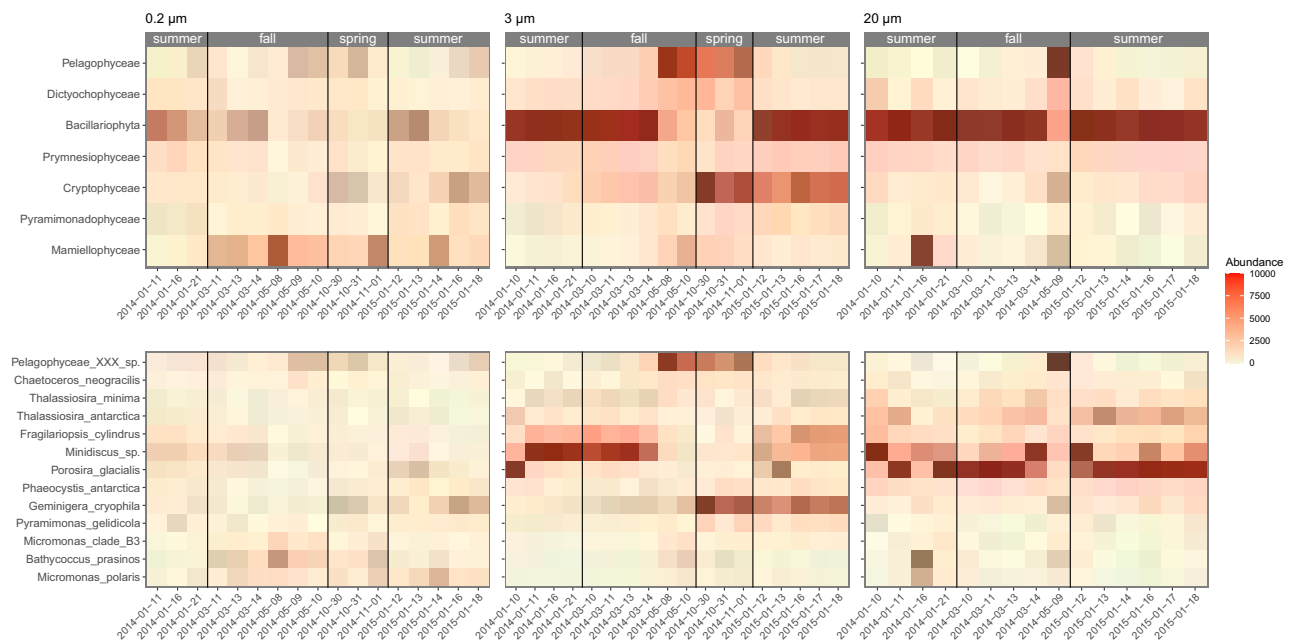 0.2 μm 3 μm 20 μm
summer fall spring summer summer fall spring summer summer fall summer
Pelagophyceae
Dictyochophyceae
Bacillariophyta
Prymnesiophyceae
Cryptophyceae
Pyramimonadophyceae
Mamiellophyceae
2014−01−11 2014−01−16 2014−01−21 2014−03−11 2014−03−13 2014−03−14 2014−05−08 2014−05−09 2014−05−10 2014−10−30 2014−10−31 2014−11−01 2015−01−12 2015−01−13 2015−01−14 2015−01−16 2015−01−18 2014−01−10 2014−01−11 2014−01−16 2014−01−21 2014−03−10 2014−03−11 2014−03−13 2014−03−14 2014−05−08 2014−05−10 2014−10−30 2014−10−31 2014−11−01 2015−01−12 2015−01−13 2015−01−16 2015−01−17 2015−01−18 2014−01−10 2014−01−11 2014−01−16 2014−01−21 2014−03−10 2014−03−11 2014−03−13 2014−03−14 2014−05−09 2015−01−12 2015−01−13 2015−01−14 2015−01−16 2015−01−17 2015−01−18
Abundance
10000
7500
5000
2500
0
Pelagophyceae_XXX_sp.
Chaetoceros_neogracilis
Thalassiosira_minima
Thalassiosira_antarctica
Fragilariopsis_cylindrus
Minidiscus_sp.
Porosira_glacialis
Phaeocystis_antarctica
Geminigera_cryophila
Pyramimonas_gelidicola
Micromonas_clade_B3
Bathycoccus_prasinos
Micromonas_polaris
2014−01−11 2014−01−16 2014−01−21 2014−03−11 2014−03−13 2014−03−14 2014−05−08 2014−05−09 2014−05−10 2014−10−30 2014−10−31 2014−11−01 2015−01−12 2015−01−13 2015−01−14 2015−01−16 2015−01−18 2014−01−10 2014−01−11 2014−01−16 2014−01−21 2014−03−10 2014−03−11 2014−03−13 2014−03−14 2014−05−08 2014−05−10 2014−10−30 2014−10−31 2014−11−01 2015−01−12 2015−01−13 2015−01−16 2015−01−17 2015−01−18 2014−01−10 2014−01−11 2014−01−16 2014−01−21 2014−03−10 2014−03−11 2014−03−13 2014−03−14 2014−05−09 2015−01−12 2015−01−13 2015−01−14 2015−01−16 2015−01−17 2015−01−18